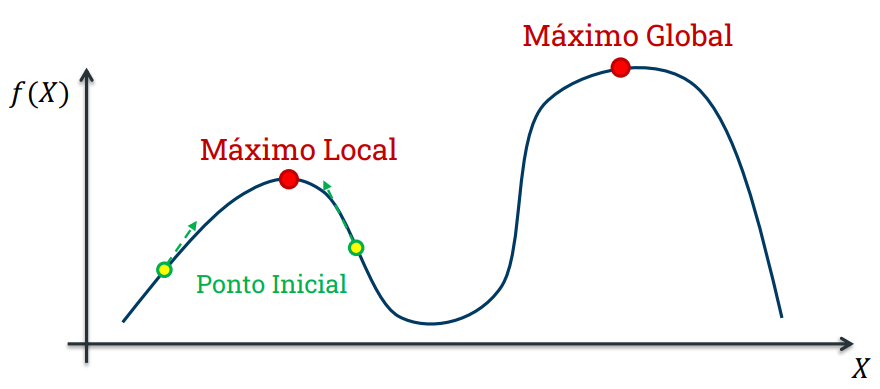 Máximo Global
f(X)
Máximo Local
Ponto Inicial
X